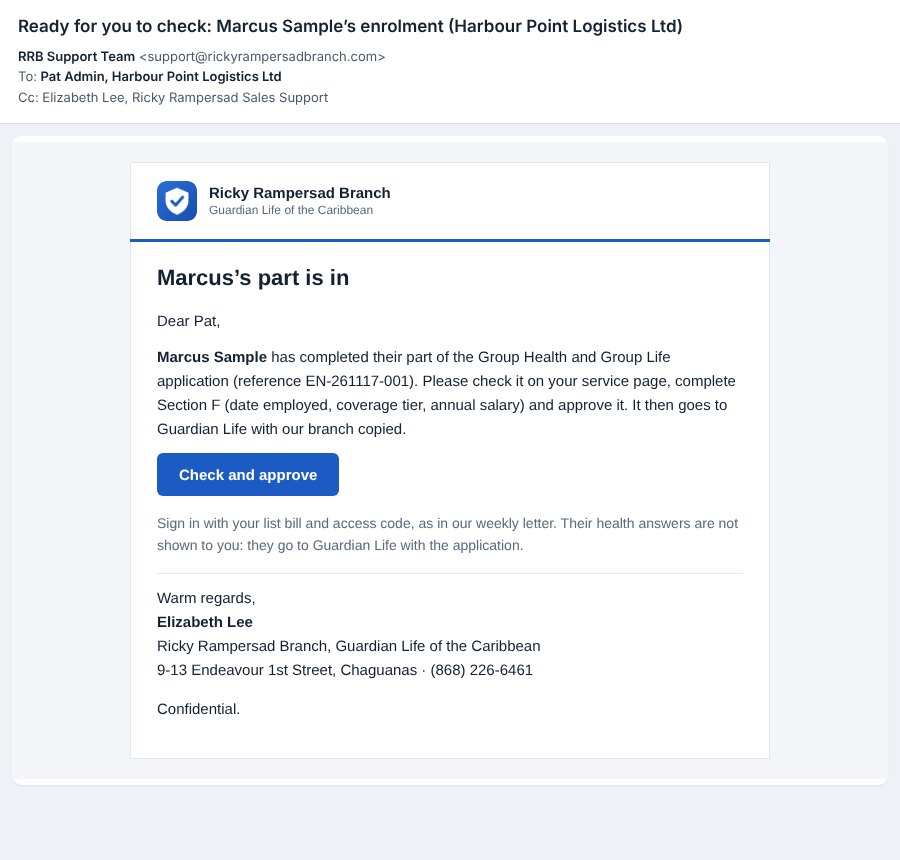 Ready for you to check: Marcus Sample’s enrolment (Harbour Point Logistics Ltd)
RRB Support Team <support@rickyrampersadbranch.com>
To: Pat Admin, Harbour Point Logistics Ltd
Cc: Elizabeth Lee, Ricky Rampersad Sales Support
Ricky Rampersad Branch
Guardian Life of the Caribbean
Marcus’s part is in
Dear Pat,
Marcus Sample has completed their part of the Group Health and Group Life
application (reference EN-261117-001). Please check it on your service page, complete
Section F (date employed, coverage tier, annual salary) and approve it. It then goes to
Guardian Life with our branch copied.
Check and approve
Sign in with your list bill and access code, as in our weekly letter. Their health answers are not
shown to you: they go to Guardian Life with the application.
Warm regards,
Elizabeth Lee
Ricky Rampersad Branch, Guardian Life of the Caribbean
9-13 Endeavour 1st Street, Chaguanas · (868) 226-6461
Confidential.